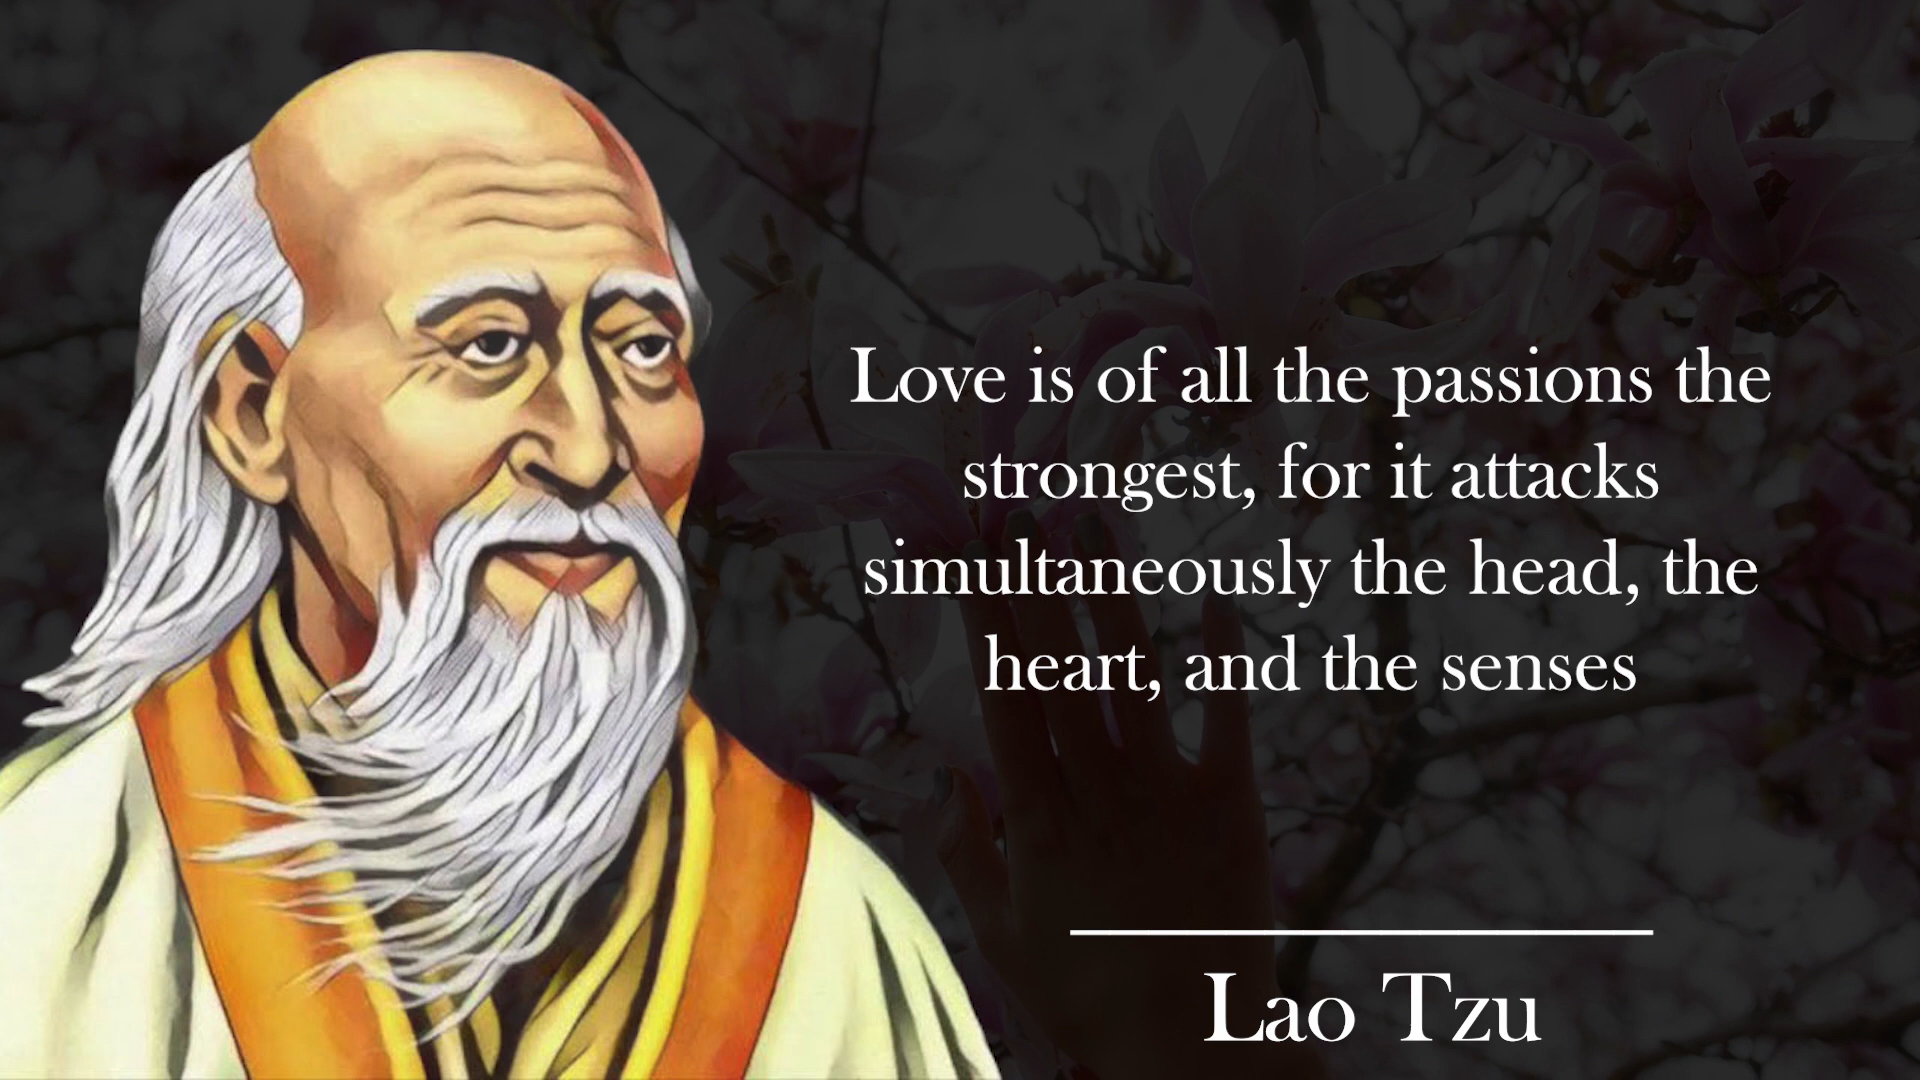 Love is of all the passions the
strongest, for it attacks
simultaneously the head, the
heart, and the senses
Lao Tzu